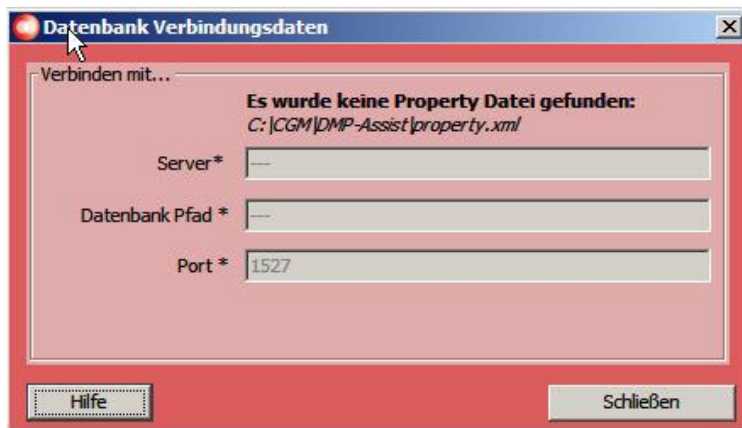 Datenbank Verbindungsdaten
Verbinden mit...
Es wurde keine Property Datei gefunden:
C:\CGM\DMP-Assist\property.xml
Server* ---
Datenbank Pfad * ---
Port * 1527
Hilfe Schließen